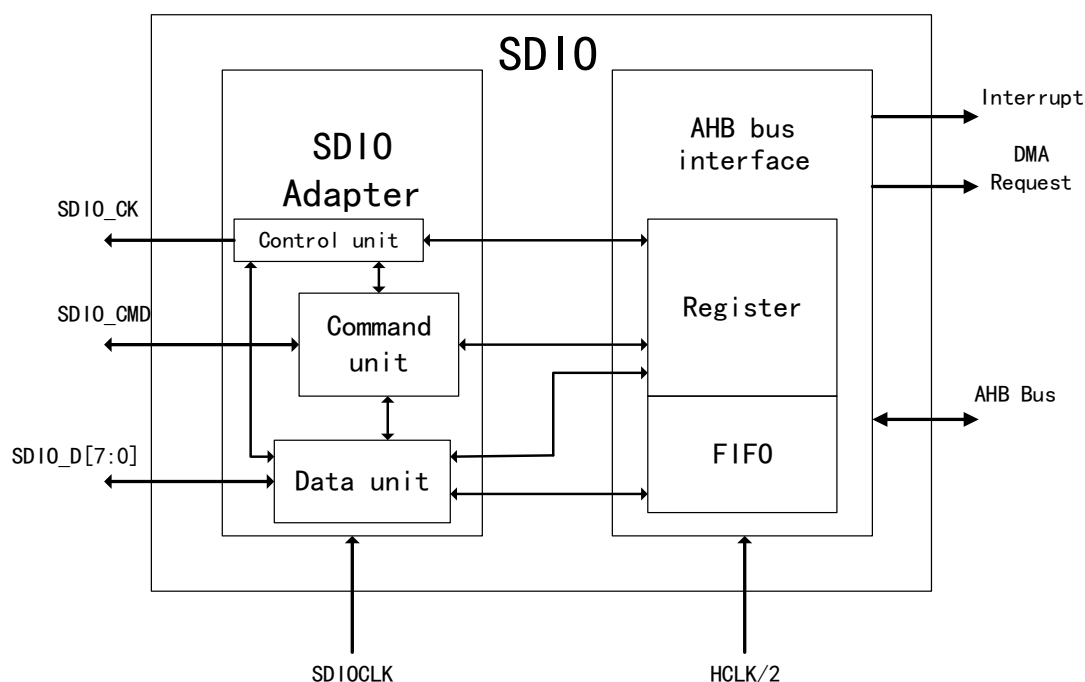 SDIO
SDIO
Adapter
AHB bus
interface
Interrupt
DMA
Request
SDIO_CK
Control unit
SDIO_CMD
Command
unit
Register
AHB Bus
SDIO_D[7:0]
Data unit
FIFO
SDIOCLK
HCLK/2